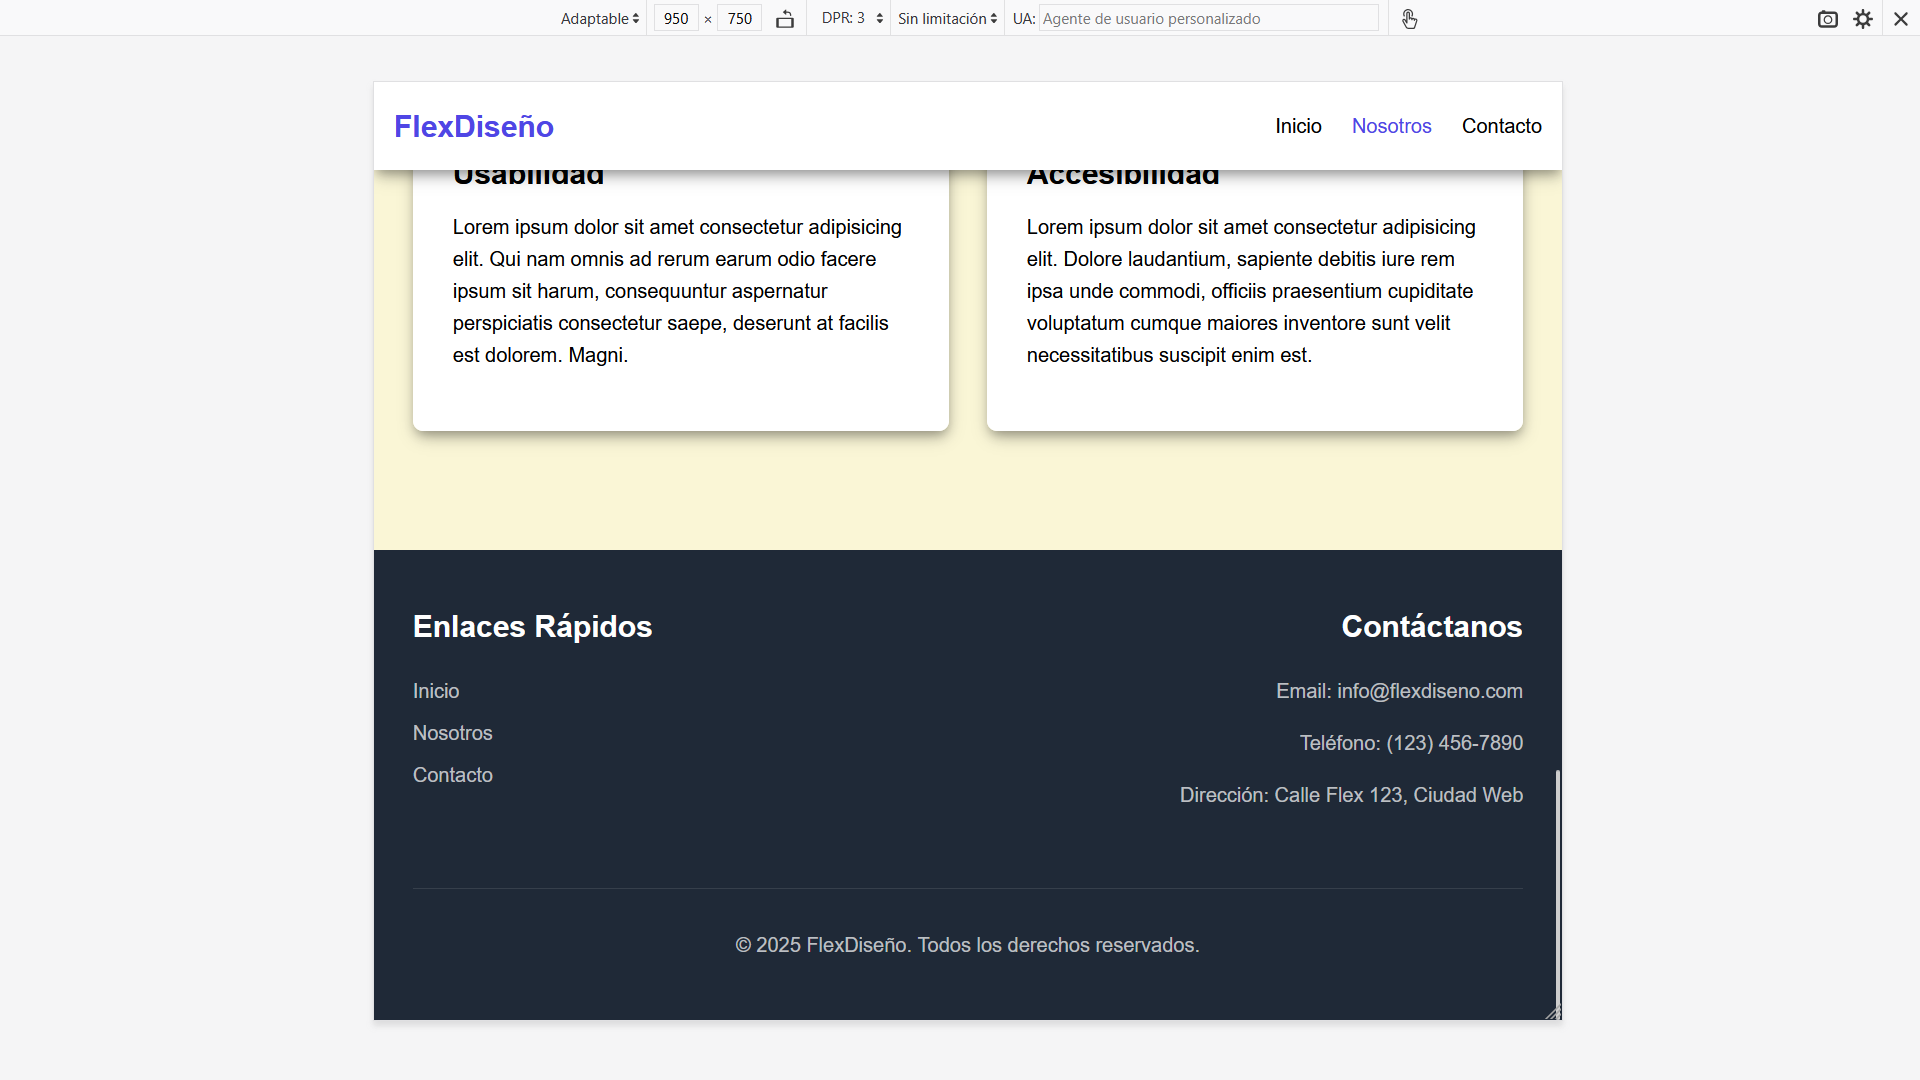 Adaptable 950 × 750 DPR: 3 Sin limitación UA: Agente de usuario personalizado
FlexDiseño
Inicio Nosotros Contacto
Usabilidad
Lorem ipsum dolor sit amet consectetur adipisicing
elit. Qui nam omnis ad rerum earum odio facere
ipsum sit harum, consequuntur aspernatur
perspiciatis consectetur saepe, deserunt at facilis
est dolorem. Magni.
Accesibilidad
Lorem ipsum dolor sit amet consectetur adipisicing
elit. Dolore laudantium, sapiente debitis iure rem
ipsa unde commodi, officiis praesentium cupiditate
voluptatum cumque maiores inventore sunt velit
necessitatibus suscipit enim est.
Enlaces Rápidos
Inicio
Nosotros
Contacto
Contáctanos
Email: info@flexdiseno.com
Teléfono: (123) 456-7890
Dirección: Calle Flex 123, Ciudad Web
© 2025 FlexDiseño. Todos los derechos reservados.